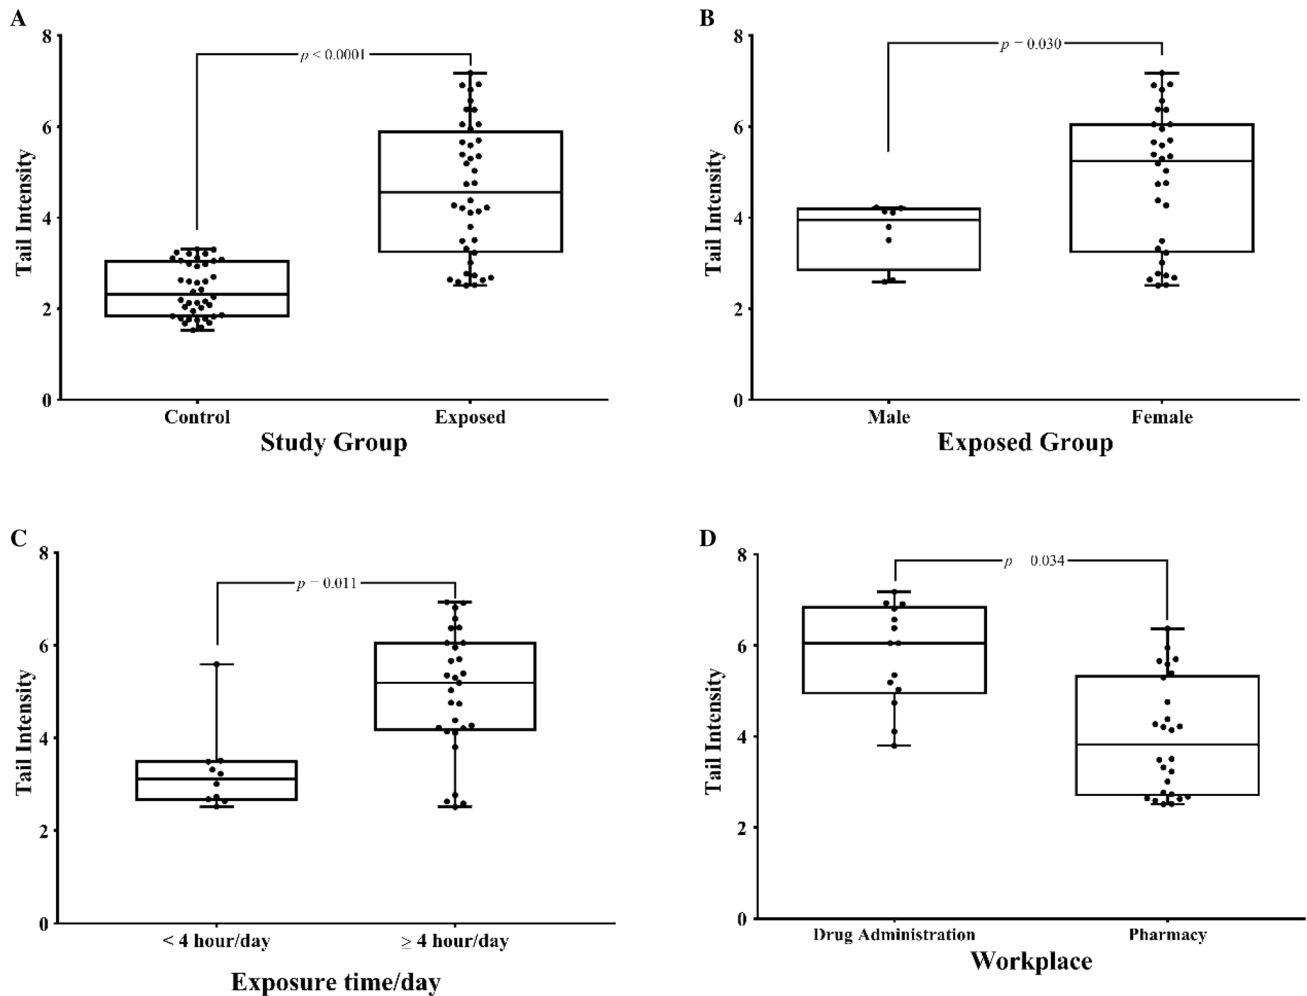 A
8
p < 0.0001
6
Tail Intensity
4
2
0
Control Exposed
Study Group
B
8
p = 0.030
6
Tail Intensity
4
2
0
Male Female
Exposed Group
C
8
p = 0.011
6
Tail Intensity
4
2
0
< 4 hour/day ≥ 4 hour/day
Exposure time/day
D
8
p 0.034
6
Tail Intensity
4
2
0
Drug Administration Pharmacy
Workplace